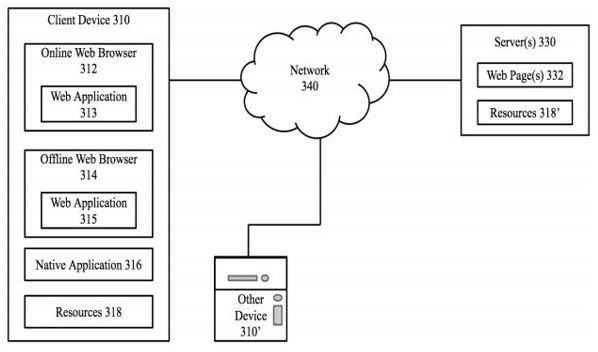 Client Device 310
Online Web Browser
312
Web Application
313
Offline Web Browser
314
Web Application
315
Native Application 316
Resources 318
Network
340
Server(s) 330
Web Page(s) 332
Resources 318’
Other
Device
310’